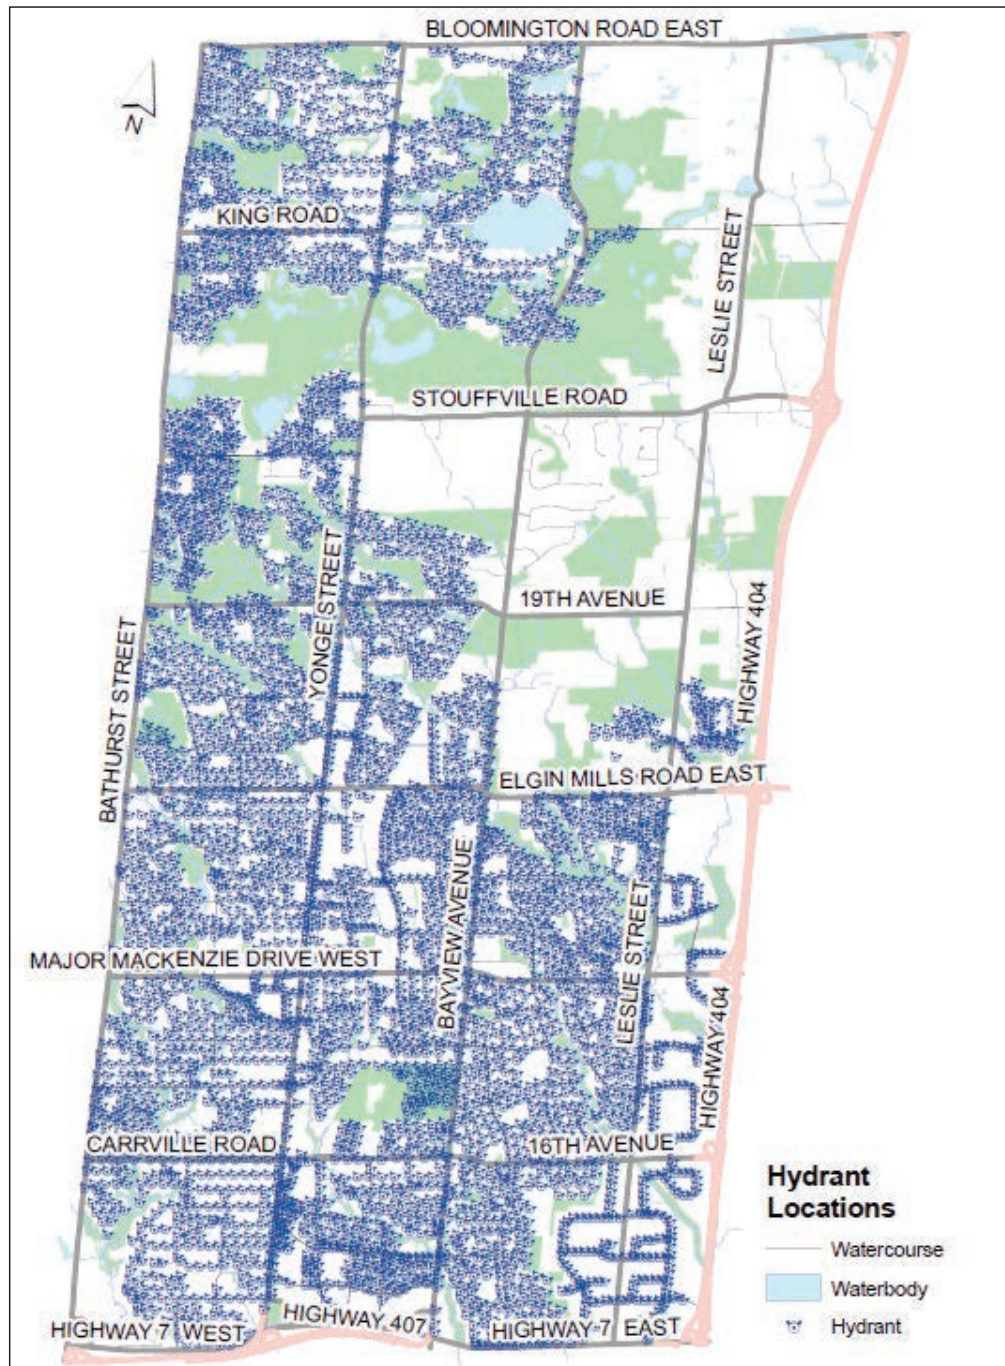 BLOOMINGTON ROAD EAST
N
KING ROAD
LESLIE STREET
STOUFFVILLE ROAD
YONGE STREET
19TH AVENUE
BATHURST STREET
HIGHWAY 404
ELGIN MILLS ROAD EAST
BAYVIEW AVENUE
LESLIE STREET
MAJOR MACKENZIE DRIVE WEST
HIGHWAY 404
CARRVILLE ROAD
16TH AVENUE
Hydrant
Locations
Watercourse
Waterbody
Hydrant
HIGHWAY 7 WEST
HIGHWAY 407
HIGHWAY 7 EAST